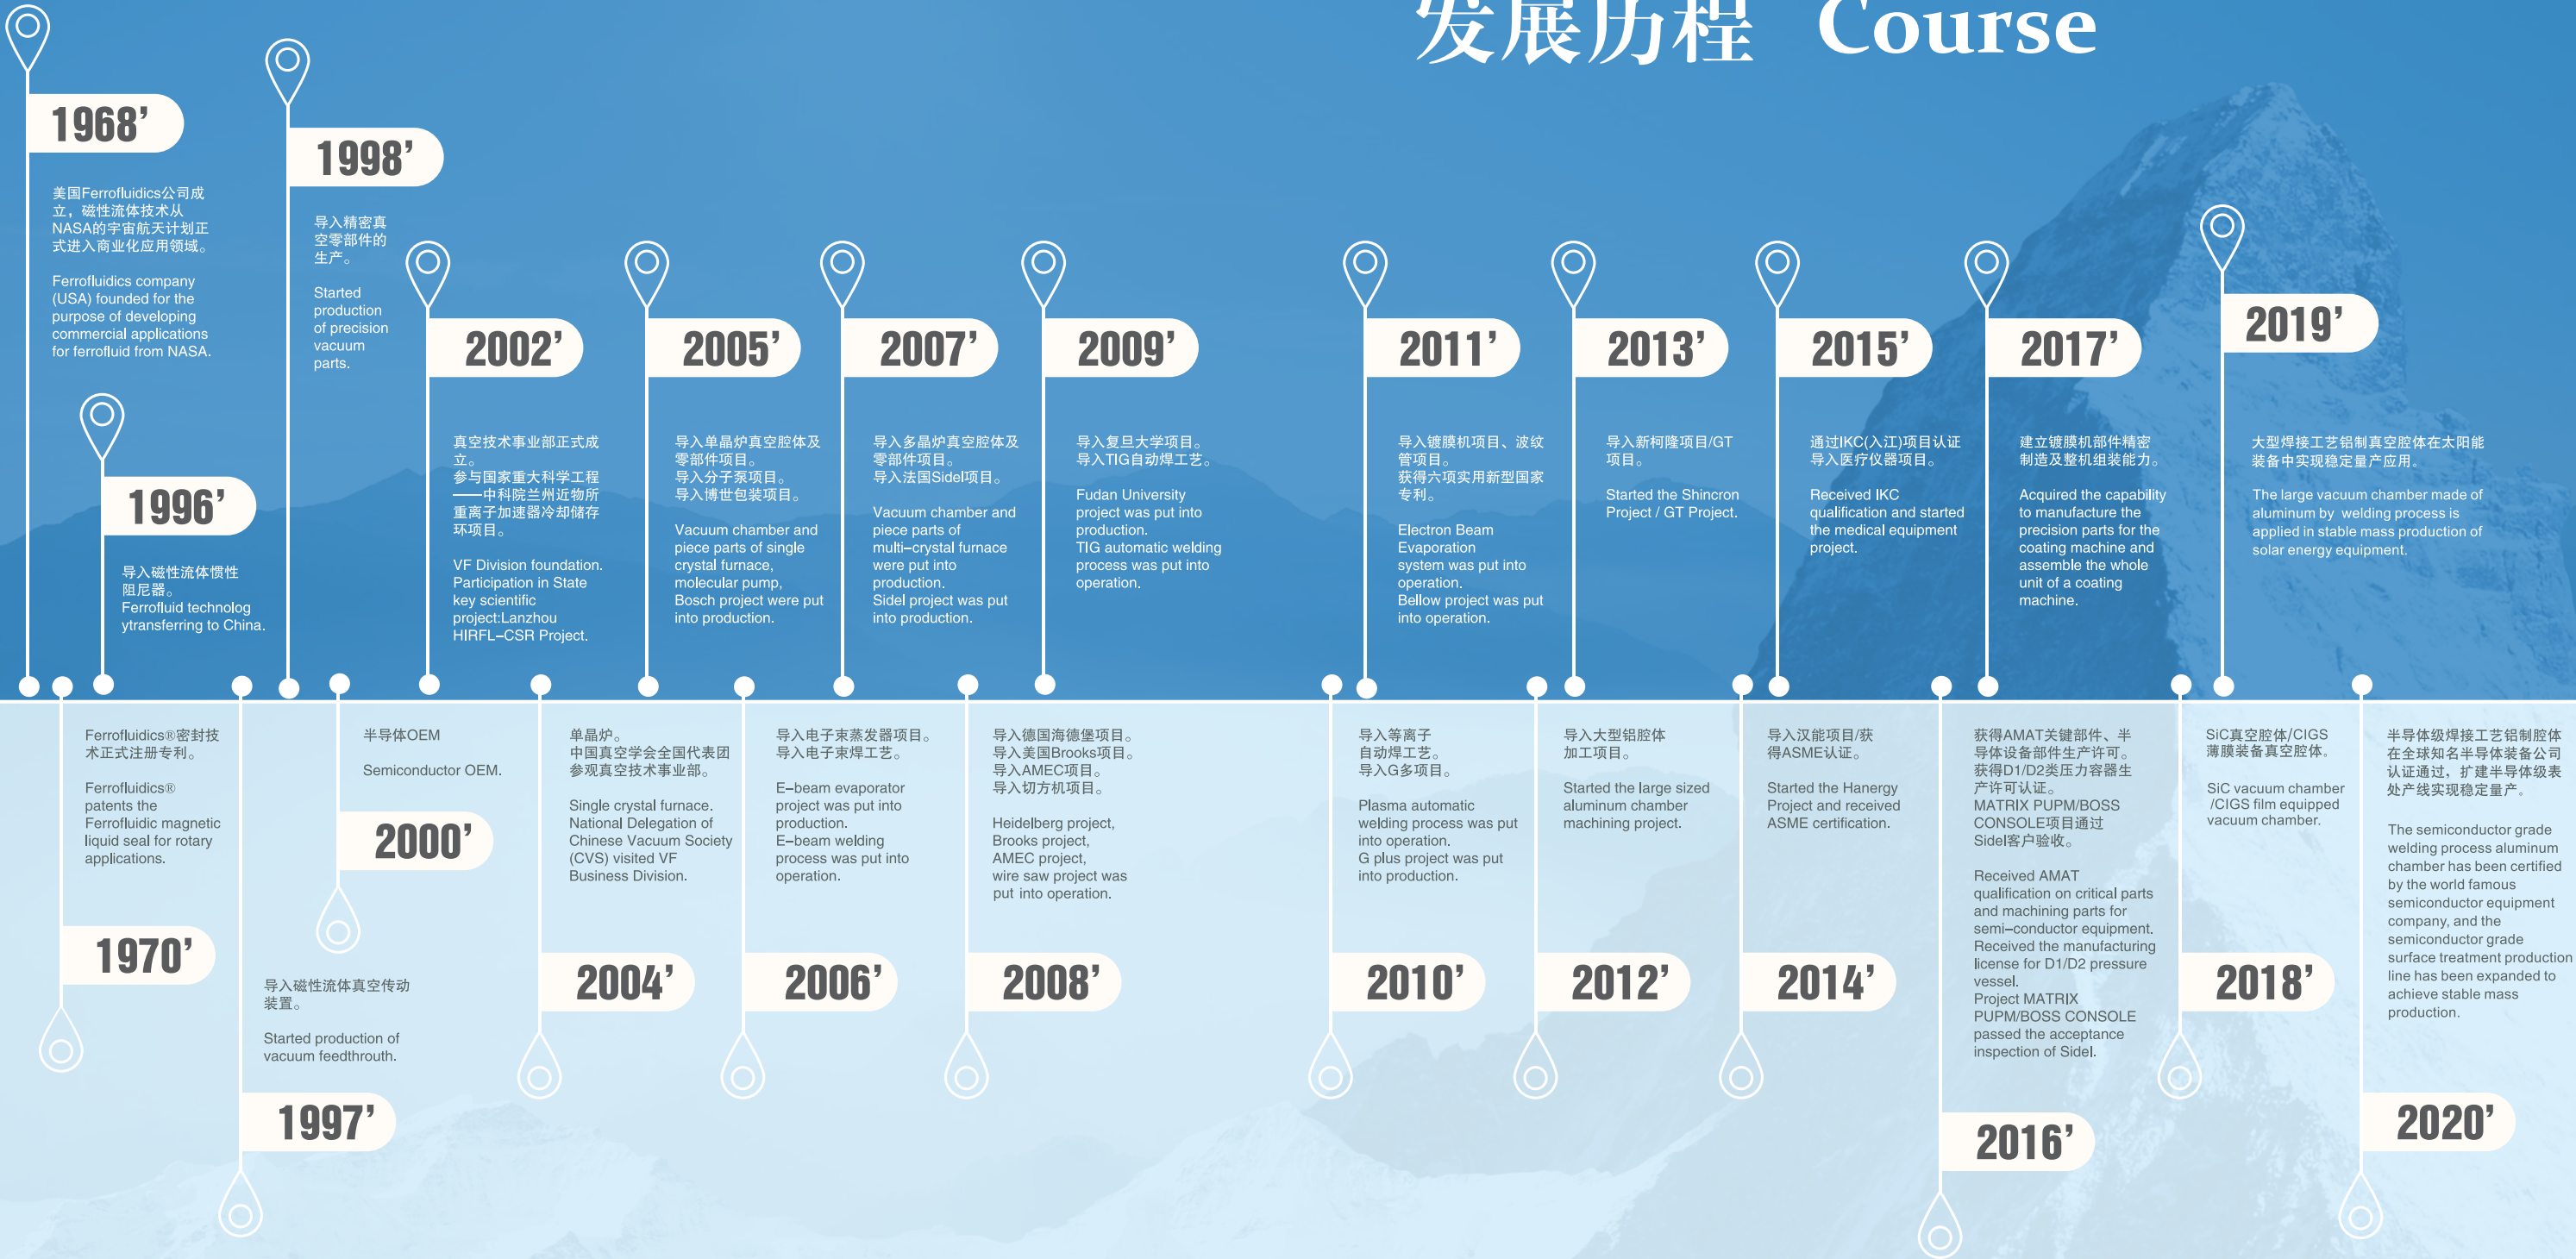 发展历程 Course
1968’
美国Ferrofluidics公司成
立，磁性流体技术从
NASA的宇宙航天计划正
式进入商业化应用领域。
Ferrofluidics company
(USA) founded for the
purpose of developing
commercial applications
for ferrofluid from NASA.
1996’
导入磁性流体惯性
阻尼器。
Ferrofluid technolog
ytransferring to China.
1998’
导入精密真
空零部件的
生产。
Started
production
of precision
vacuum
parts.
2002’
真空技术事业部正式成
立。
参与国家重大科学工程
——中科院兰州近物所
重离子加速器冷却储存
环项目。
VF Division foundation.
Participation in State
key scientific
project:Lanzhou
HIRFL–CSR Project.
2005’
导入单晶炉真空腔体及
零部件项目。
导入分子泵项目。
导入博世包装项目。
Vacuum chamber and
piece parts of single
crystal furnace,
molecular pump,
Bosch project were put
into production.
2007’
导入多晶炉真空腔体及
零部件项目。
导入法国Sidel项目。
Vacuum chamber and
piece parts of
multi–crystal furnace
were put into
production.
Sidel project was put
into production.
2009’
导入复旦大学项目。
导入TIG自动焊工艺。
Fudan University
project was put into
production.
TIG automatic welding
process was put into
operation.
2011’
导入镀膜机项目、波纹
管项目。
获得六项实用新型国家
专利。
Electron Beam
Evaporation
system was put into
operation.
Bellow project was put
into operation.
2013’
导入新柯隆项目/GT
项目。
Started the Shincron
Project / GT Project.
2015’
通过IKC(入江)项目认证
导入医疗仪器项目。
Received IKC
qualification and started
the medical equipment
project.
2017’
建立镀膜机部件精密
制造及整机组装能力。
Acquired the capability
to manufacture the
precision parts for the
coating machine and
assemble the whole
unit of a coating
machine.
2019’
大型焊接工艺铝制真空腔体在太阳能
装备中实现稳定量产应用。
The large vacuum chamber made of
aluminum by welding process is
applied in stable mass production of
solar energy equipment.
Ferrofluidics®密封技
术正式注册专利。
Ferrofluidics®
patents the
Ferrofluidic magnetic
liquid seal for rotary
applications.
1970’
导入磁性流体真空传动
装置。
Started production of
vacuum feedthrouth.
1997’
半导体OEM
Semiconductor OEM.
2000’
单晶炉。
中国真空学会全国代表团
参观真空技术事业部。
Single crystal furnace.
National Delegation of
Chinese Vacuum Society
(CVS) visited VF
Business Division.
2004’
导入电子束蒸发器项目。
导入电子束焊工艺。
E–beam evaporator
project was put into
production.
E–beam welding
process was put into
operation.
2006’
导入德国海德堡项目。
导入美国Brooks项目。
导入AMEC项目。
导入切方机项目。
Heidelberg project,
Brooks project,
AMEC project,
wire saw project was
put into operation.
2008’
导入等离子
自动焊工艺。
导入G多项目。
Plasma automatic
welding process was put
into operation.
G plus project was put
into production.
2010’
导入大型铝腔体
加工项目。
Started the large sized
aluminum chamber
machining project.
2012’
导入汉能项目/获
得ASME认证。
Started the Hanergy
Project and received
ASME certification.
2014’
获得AMAT关键部件、半
导体设备部件生产许可。
获得D1/D2类压力容器生
产许可认证。
MATRIX PUPM/BOSS
CONSOLE项目通过
Sidel客户验收。
Received AMAT
qualification on critical parts
and machining parts for
semi–conductor equipment.
Received the manufacturing
license for D1/D2 pressure
vessel.
Project MATRIX
PUPM/BOSS CONSOLE
passed the acceptance
inspection of Sidel.
2016’
SiC真空腔体/CIGS
薄膜装备真空腔体。
SiC vacuum chamber
/CIGS film equipped
vacuum chamber.
2018’
半导体级焊接工艺铝制腔体
在全球知名半导体装备公司
认证通过，扩建半导体级表
处产线实现稳定量产。
The semiconductor grade
welding process aluminum
chamber has been certified
by the world famous
semiconductor equipment
company, and the
semiconductor grade
surface treatment production
line has been expanded to
achieve stable mass
production.
2020’